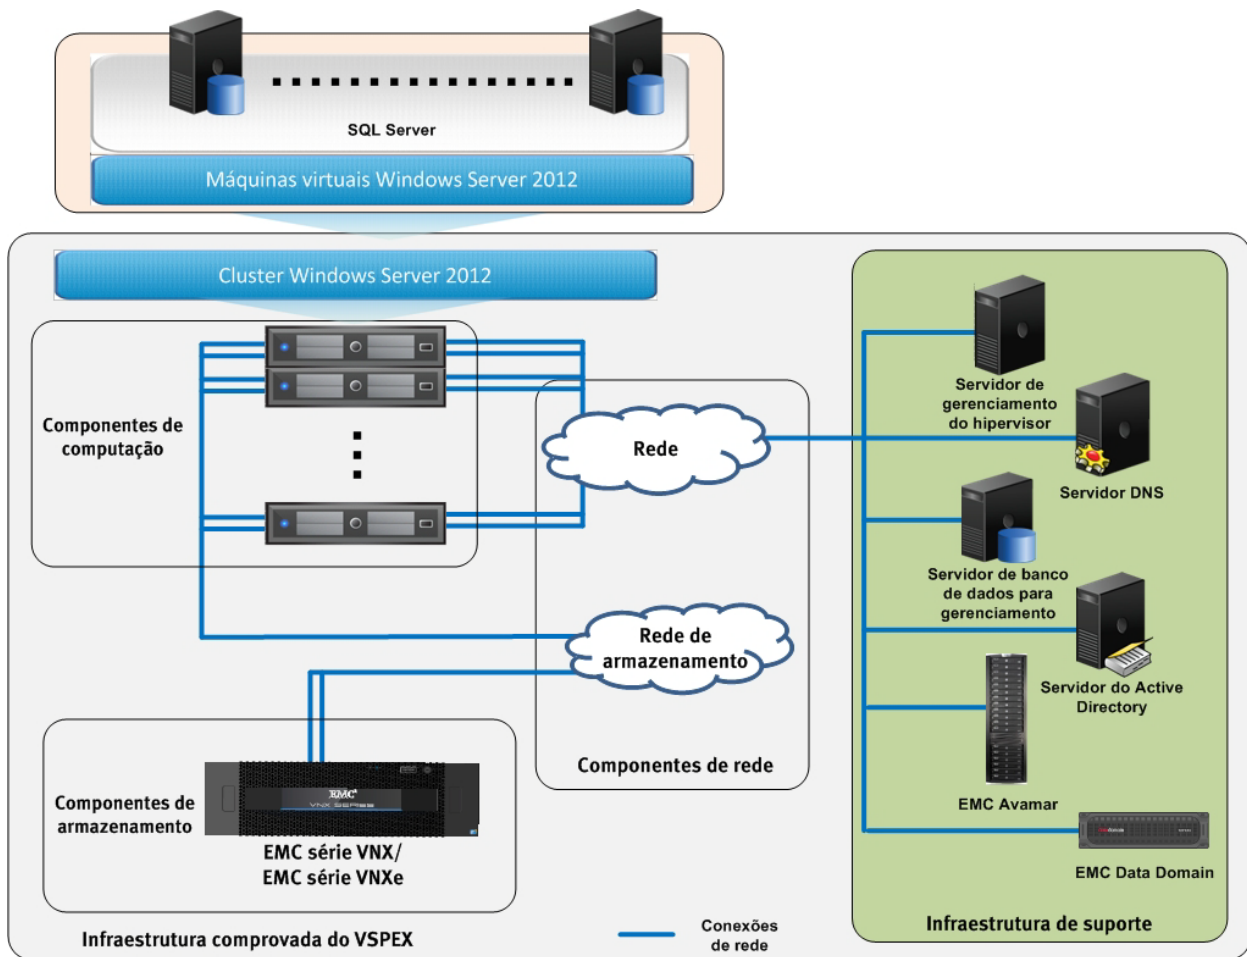 SQL Server
Máquinas virtuais Windows Server 2012
Cluster Windows Server 2012
Componentes de
computação
Rede
Rede de
armazenamento
Componentes de rede
EMC²
VNX SERIES
Componentes de
armazenamento
EMC série VNX/
EMC série VNXe
Servidor de
gerenciamento
do hipervisor
Servidor DNS
Servidor de banco
de dados para
gerenciamento
Servidor do Active
Directory
EMC Avamar
EMC Data Domain
Infraestrutura de suporte
Infraestrutura comprovada do VSPEX
Conexões
de rede